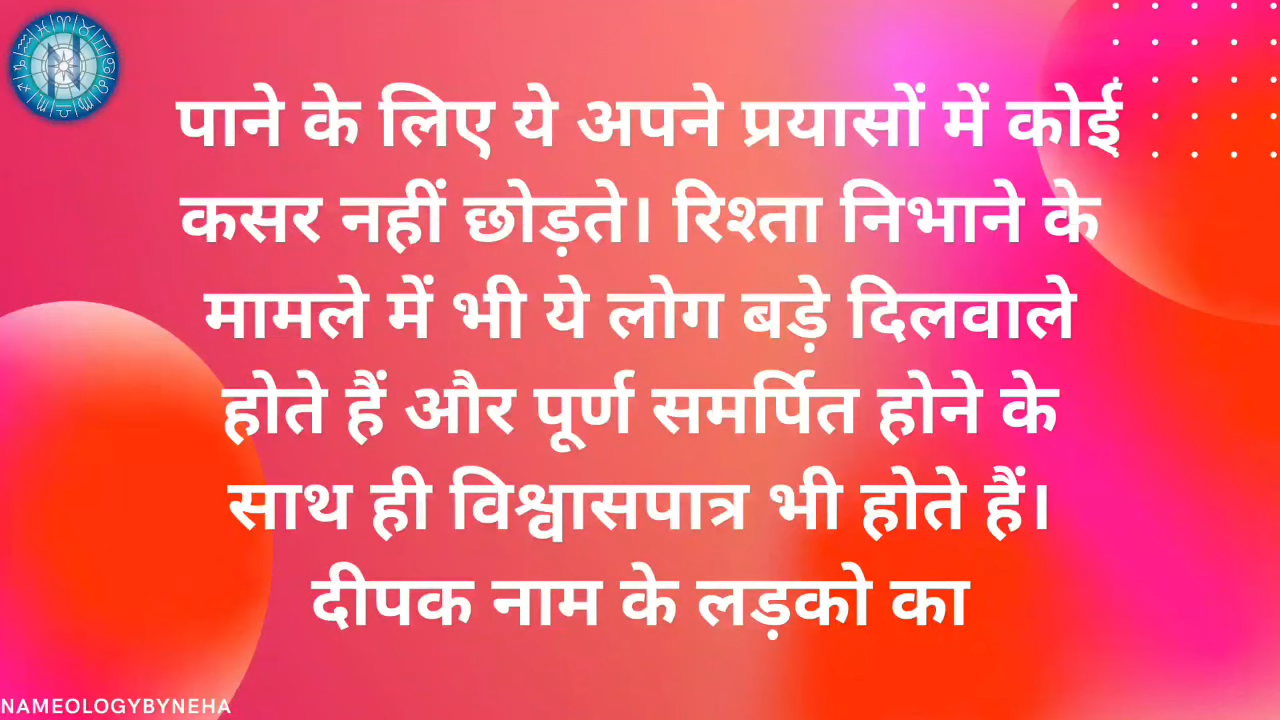 पाने के लिए ये अपने प्रयासों में कोई
कसर नहीं छोड़ते। रिश्ता निभाने के
मामले में भी ये लोग बड़े दिलवाले
होते हैं और पूर्ण समर्पित होने के
साथ ही विश्वासपात्र भी होते हैं।
दीपक नाम के लड़को का
NAMEOLOGYBYNEHA